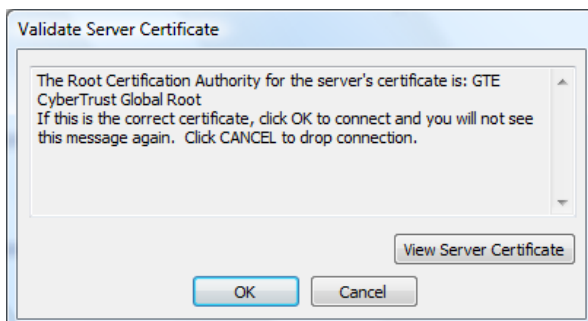 Validate Server Certificate
The Root Certification Authority for the server's certificate is: GTE
CyberTrust Global Root
If this is the correct certificate, click OK to connect and you will not see
this message again.  Click CANCEL to drop connection.
View Server Certificate
OK
Cancel